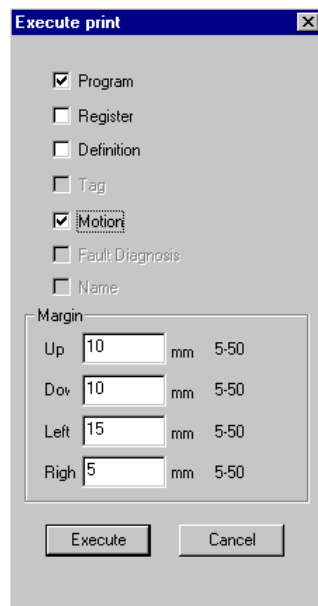 Execute print
Program
Register
Definition
Tag
Motion
Fault Diagnosis
Name
Margin
Up 10 mm 5-50
Dov 10 mm 5-50
Left 15 mm 5-50
Righ 5 mm 5-50
Execute Cancel